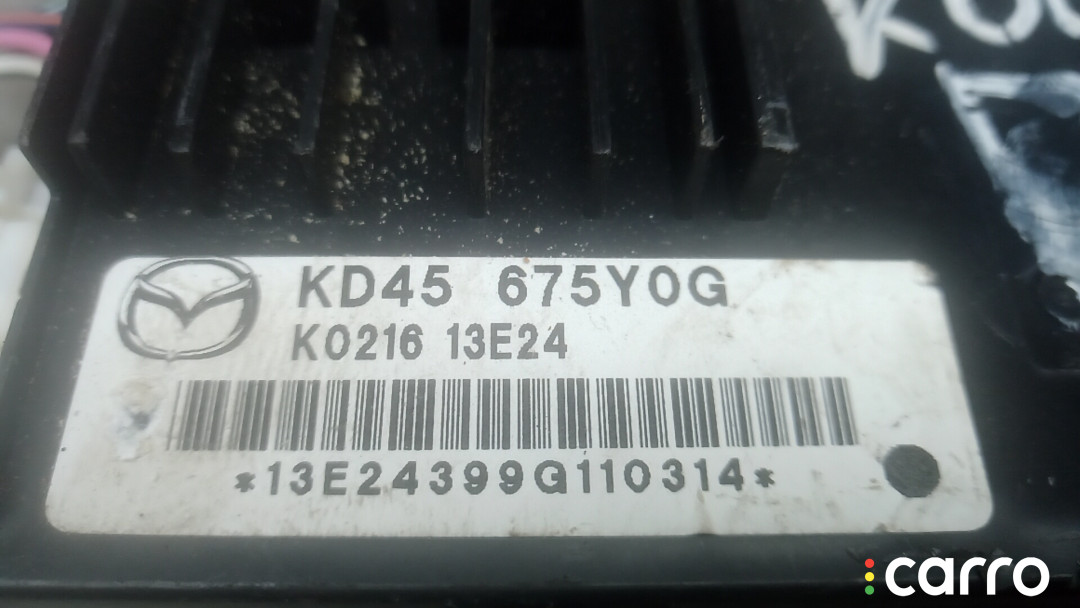 KD45 675Y0G
K0216 13E24
*13E24399G110314*
carro